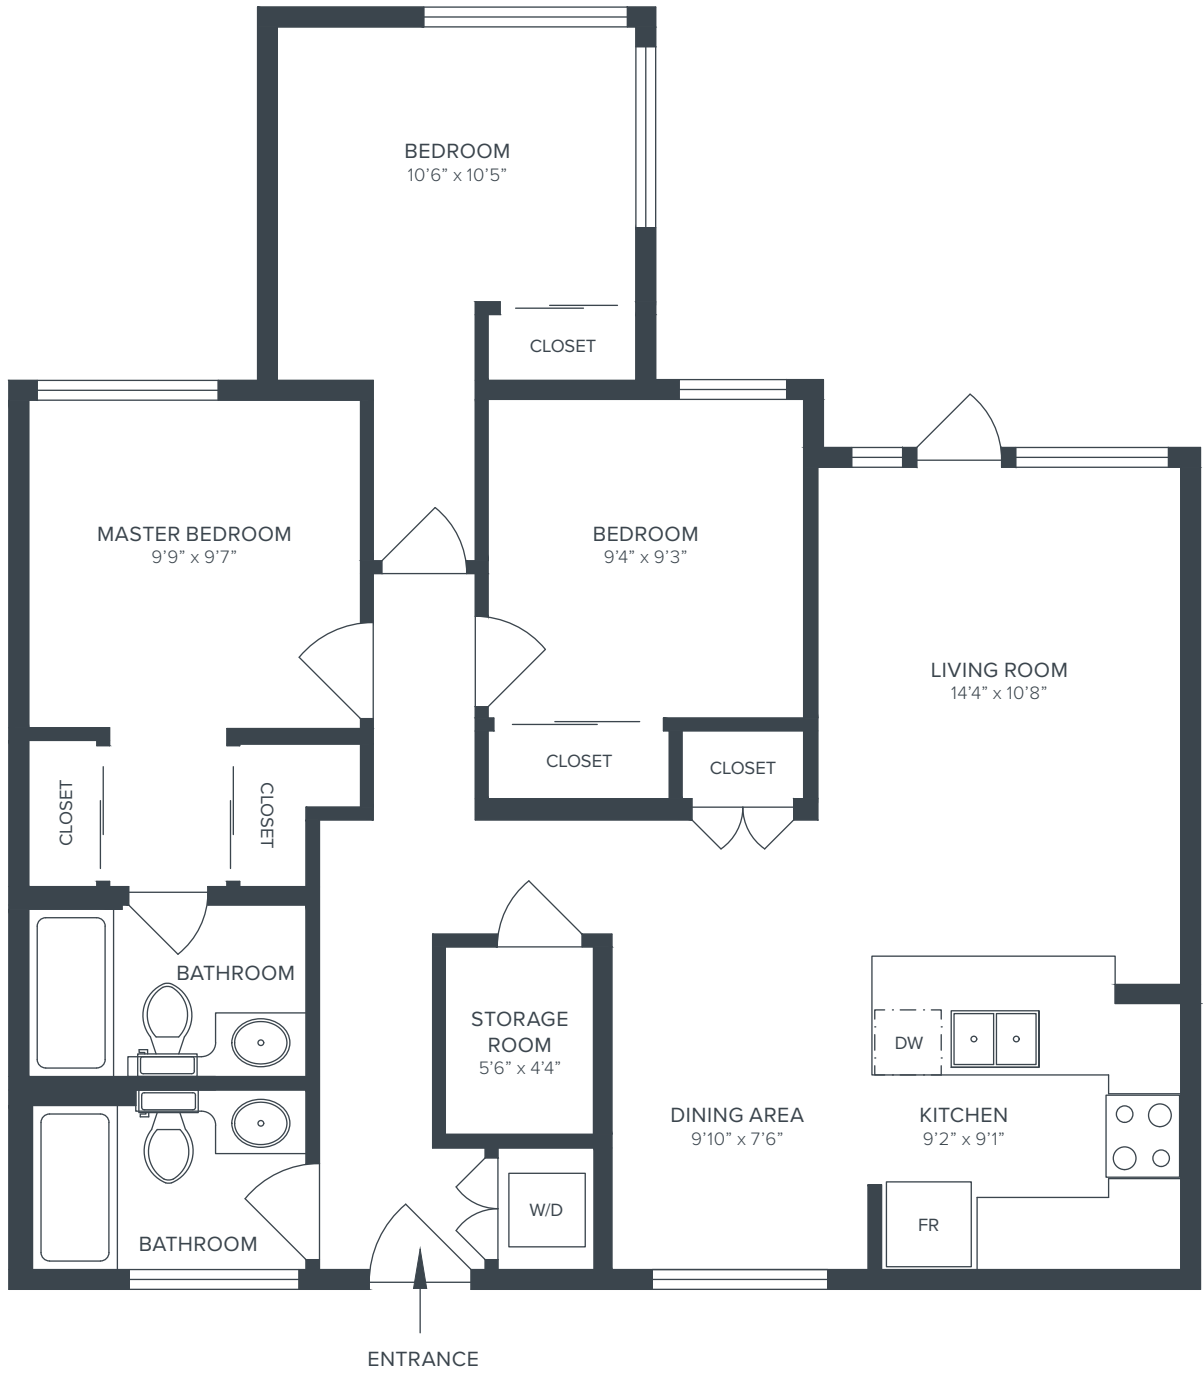 BEDROOM
10’6” x 10’5”
CLOSET
MASTER BEDROOM
9’9” x 9’7”
BEDROOM
9’4” x 9’3”
LIVING ROOM
14’4” x 10’8”
CLOSET
CLOSET
CLOSET
CLOSET
BATHROOM
STORAGE
ROOM
5’6” x 4’4”
DW
DINING AREA
9’10” x 7’6”
KITCHEN
9’2” x 9’1”
W/D
FR
BATHROOM
ENTRANCE